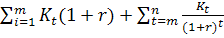 ∑_{i=1}^{m} K_t(1 + r) + ∑_{t=m}^{n} K_t/(1+r)^t